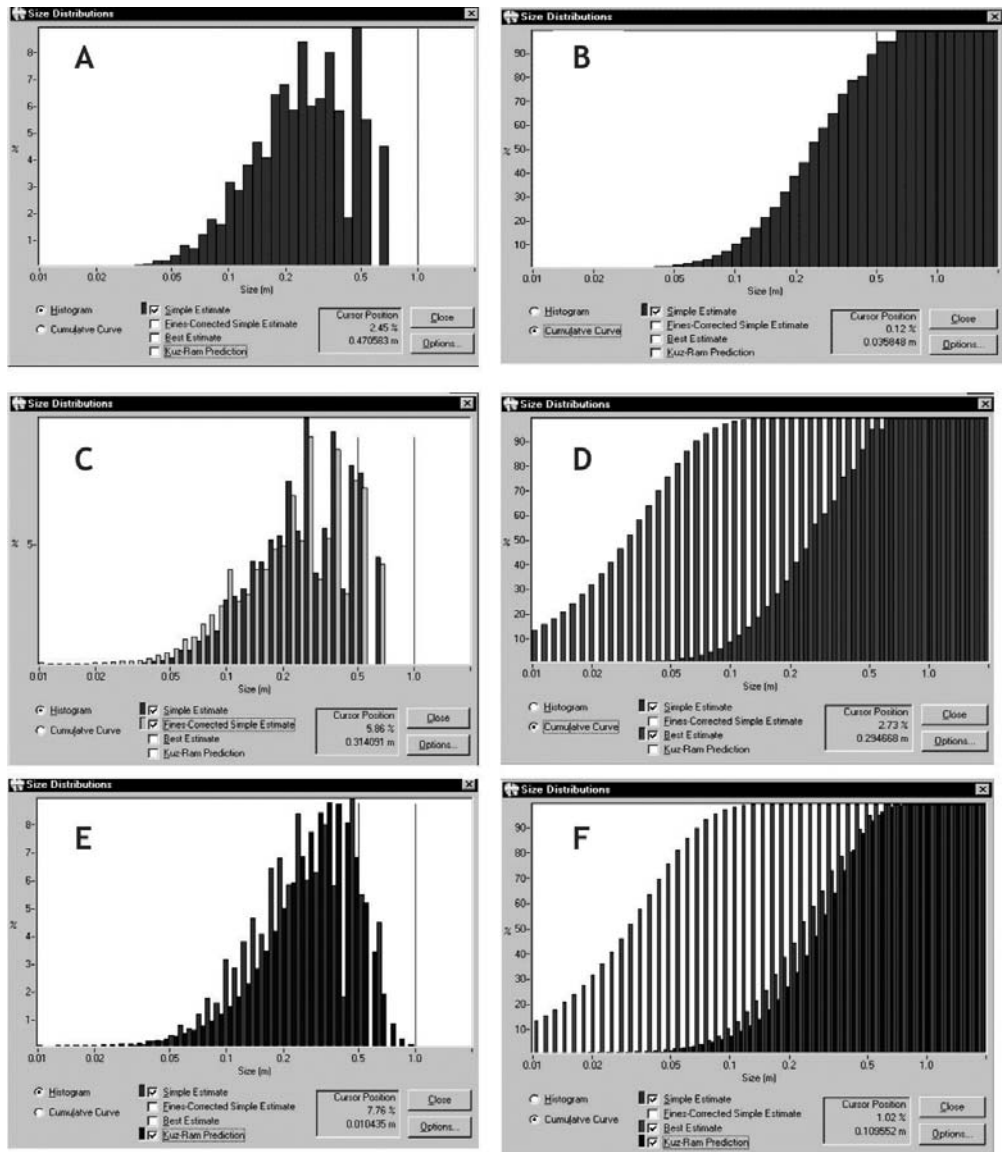 Size Distributions
A
8-
7-
6-
5-
4-
3-
2-
1-
%
0.01 0.02 0.05 0.1 0.2 0.5 1.0
Size (m)
Histogram
Cumulatve Curve
Simple Estimate
Fines-Corrected Simple Estimate
Best Estimate
Kuz-Ram Prediction
Cursor Position
2.45 %
0.470583 m
Close
Options...
Size Distributions
B
90-
80-
70-
60-
50-
40-
30-
20-
10-
%
0.01 0.02 0.05 0.1 0.2 0.5 1.0
Size (m)
Histogram
Cumulatve Curve
Simple Estimate
Fines-Corrected Simple Estimate
Best Estimate
Kuz-Ram Prediction
Cursor Position
0.12 %
0.035848 m
Close
Options...
Size Distributions
C
5-
%
0.01 0.02 0.05 0.1 0.2 0.5 1.0
Size (m)
Histogram
Cumulatve Curve
Simple Estimate
Fines-Corrected Simple Estimate
Best Estimate
Kuz-Ram Prediction
Cursor Position
5.86 %
0.314091 m
Close
Options...
Size Distributions
D
90-
80-
70-
60-
50-
40-
30-
20-
10-
%
0.01 0.02 0.05 0.1 0.2 0.5 1.0
Size (m)
Histogram
Cumulatve Curve
Simple Estimate
Fines-Corrected Simple Estimate
Best Estimate
Kuz-Ram Prediction
Cursor Position
2.73 %
0.294668 m
Close
Options...
Size Distributions
E
8-
7-
6-
5-
4-
3-
2-
1-
%
0.01 0.02 0.05 0.1 0.2 0.5 1.0
Size (m)
Histogram
Cumulatve Curve
Simple Estimate
Fines-Corrected Simple Estimate
Best Estimate
Kuz-Ram Prediction
Cursor Position
7.76 %
0.010435 m
Close
Options...
Size Distributions
F
90-
80-
70-
60-
50-
40-
30-
20-
10-
%
0.01 0.02 0.05 0.1 0.2 0.5 1.0
Size (m)
Histogram
Cumulatve Curve
Simple Estimate
Fines-Corrected Simple Estimate
Best Estimate
Kuz-Ram Prediction
Cursor Position
1.02 %
0.109552 m
Close
Options...